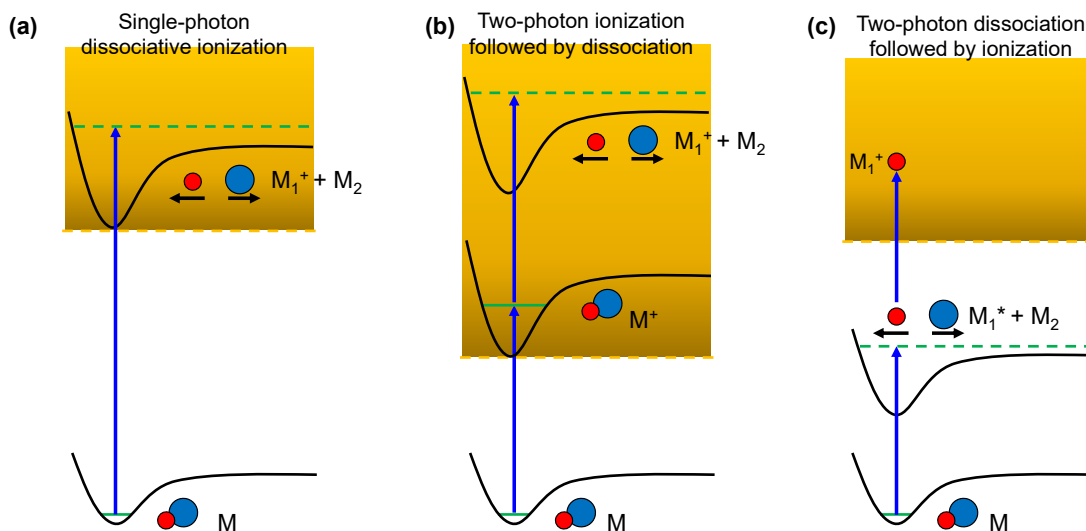 (a)
Single-photon
dissociative ionization
M₁⁺ + M₂
M
(b)
Two-photon ionization
followed by dissociation
M₁⁺ + M₂
M⁺
M
(c)
Two-photon dissociation
followed by ionization
M₁⁺
M₁* + M₂
M